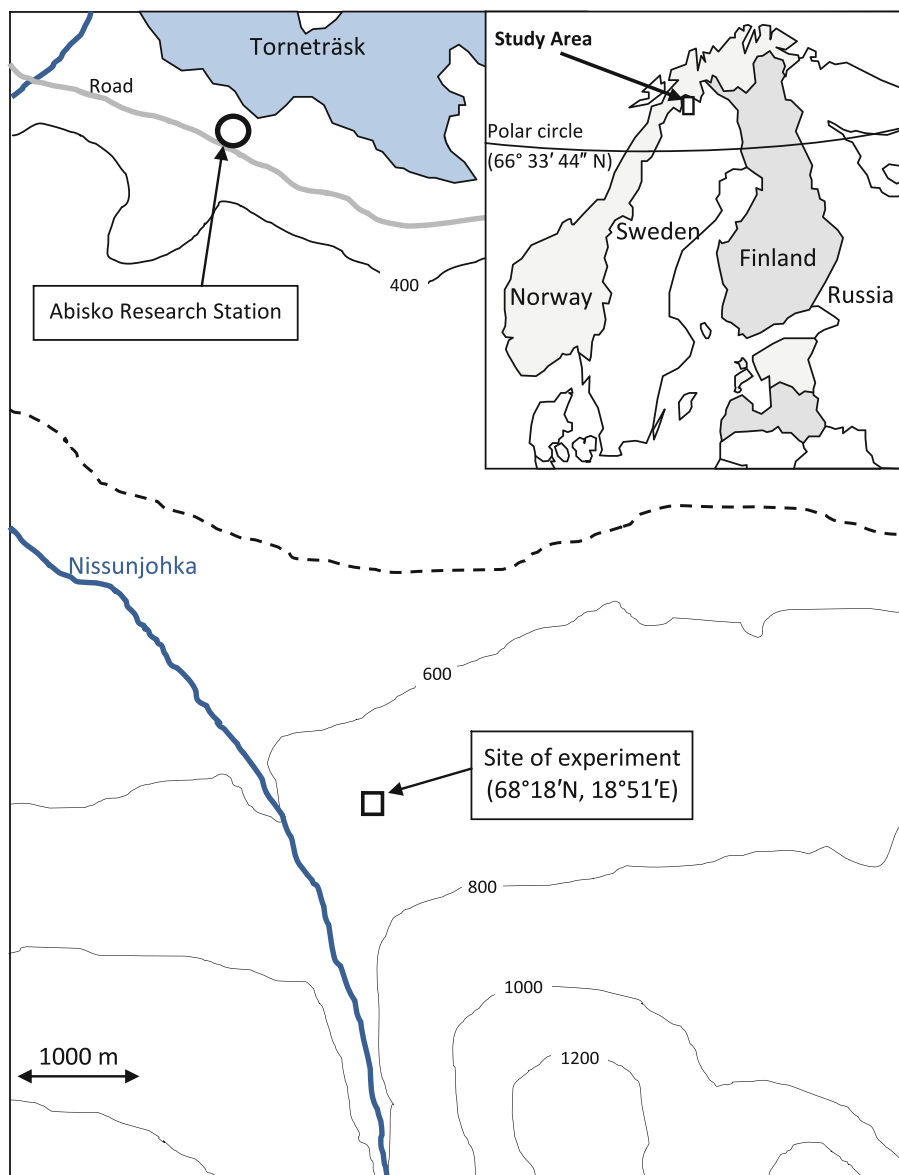 Torneträsk
Road
Abisko Research Station
400
Study Area
Polar circle
(66° 33′ 44″ N)
Sweden
Finland
Norway
Russia
Nissunjohka
600
Site of experiment
(68°18′N, 18°51′E)
800
1000
1200
1000 m